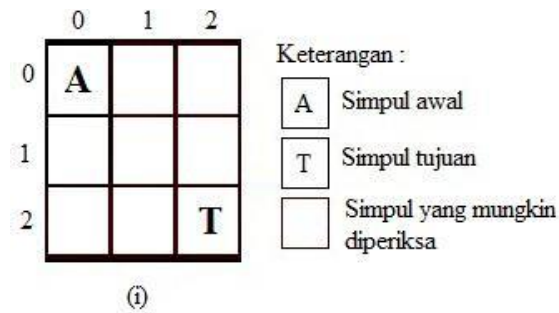 0 1 2
0 A
1
2 T
(i)
Keterangan :
A Simpul awal
T Simpul tujuan
Simpul yang mungkin
diperiksa